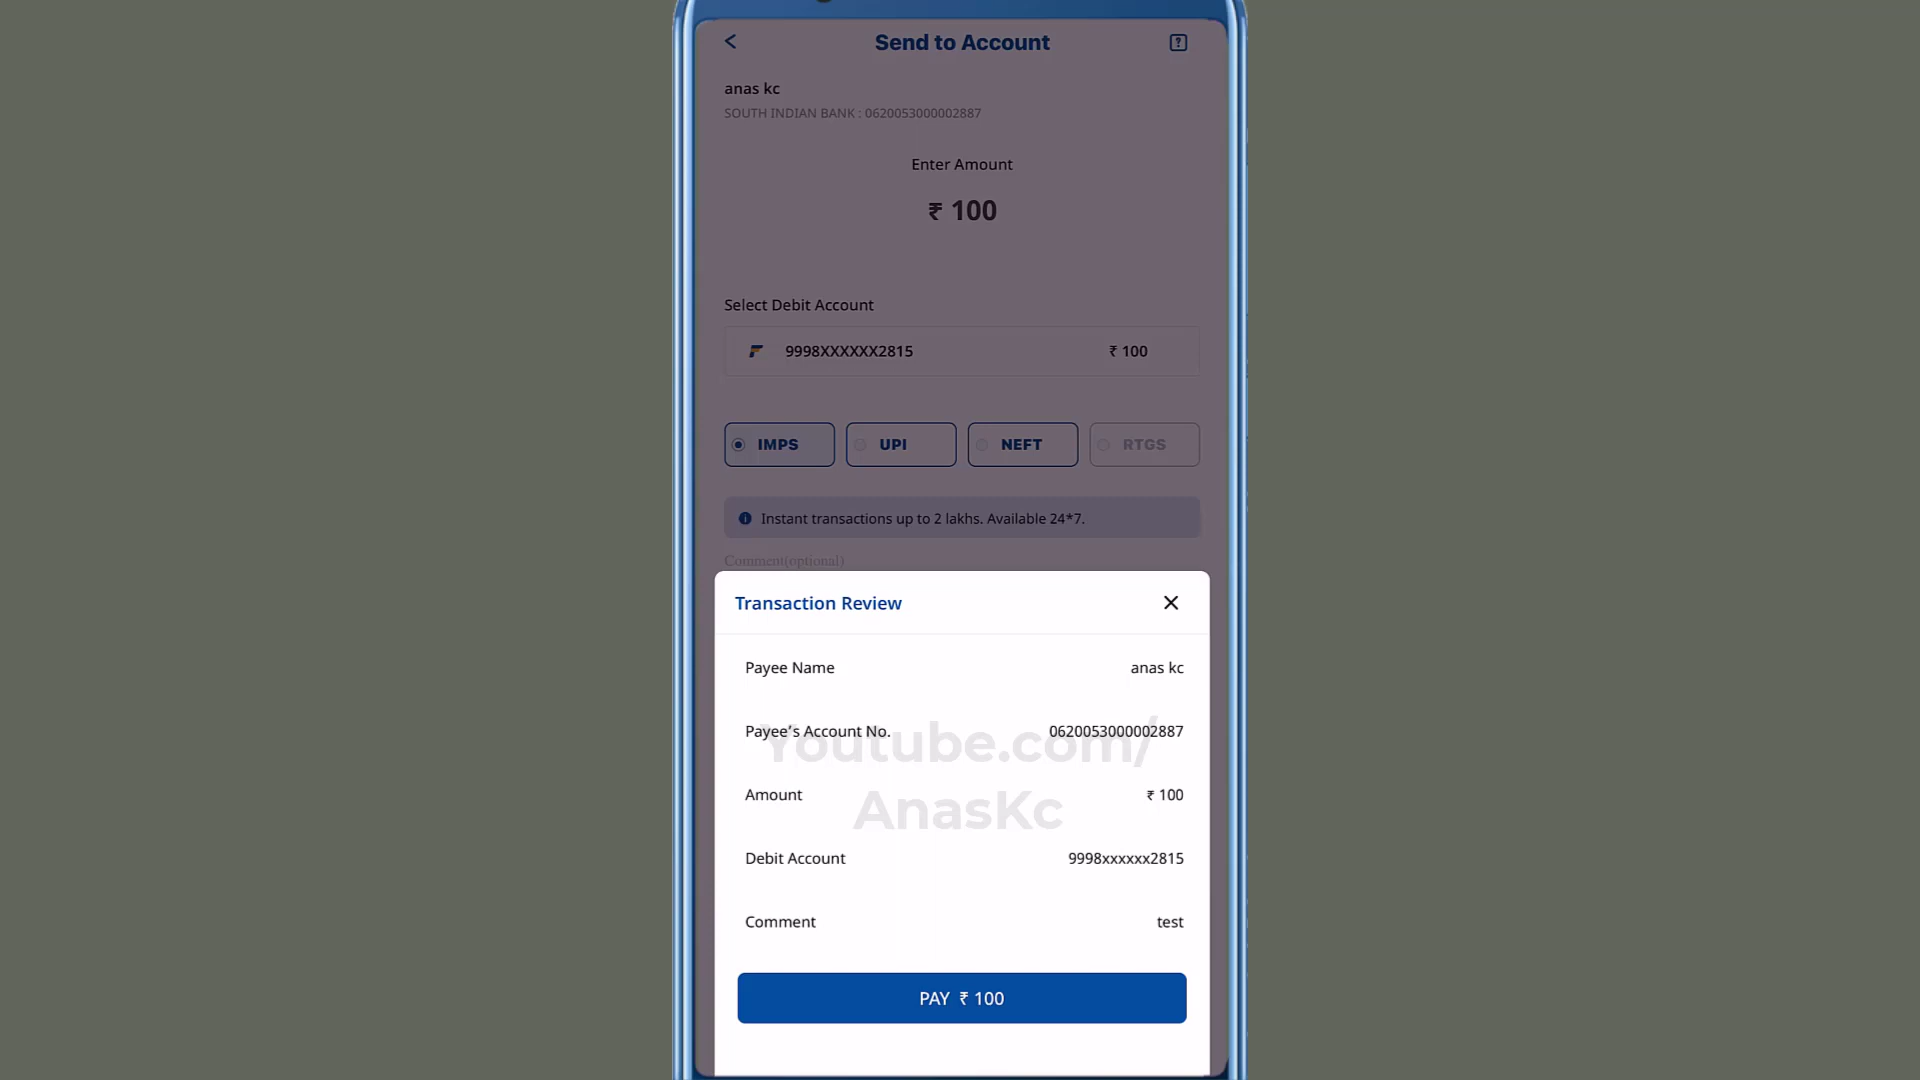 Send to Account
anas kc
SOUTH INDIAN BANK : 0620053000002887
Enter Amount
₹ 100
Select Debit Account
9998XXXXXX2815 ₹ 100
IMPS UPI NEFT RTGS
Instant transactions up to 2 lakhs. Available 24*7.
Comment(optional)
Transaction Review
Payee Name anas kc
Payee's Account No. 0620053000002887
Youtube.com/
Amount ₹ 100
AnasKc
Debit Account 9998xxxxxx2815
Comment test
PAY ₹ 100